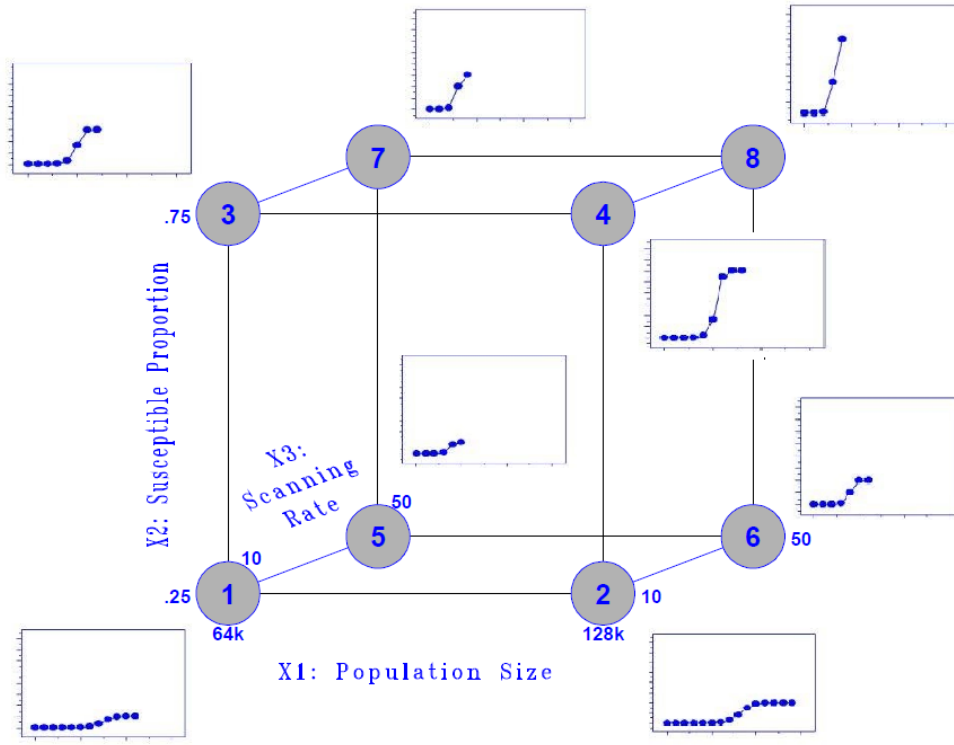 7
8
3
4
.75
X2: Susceptible Proportion
X3:
Scanning
Rate
50
10
5
6
50
.25
1
2
10
64k
128k
X1: Population Size